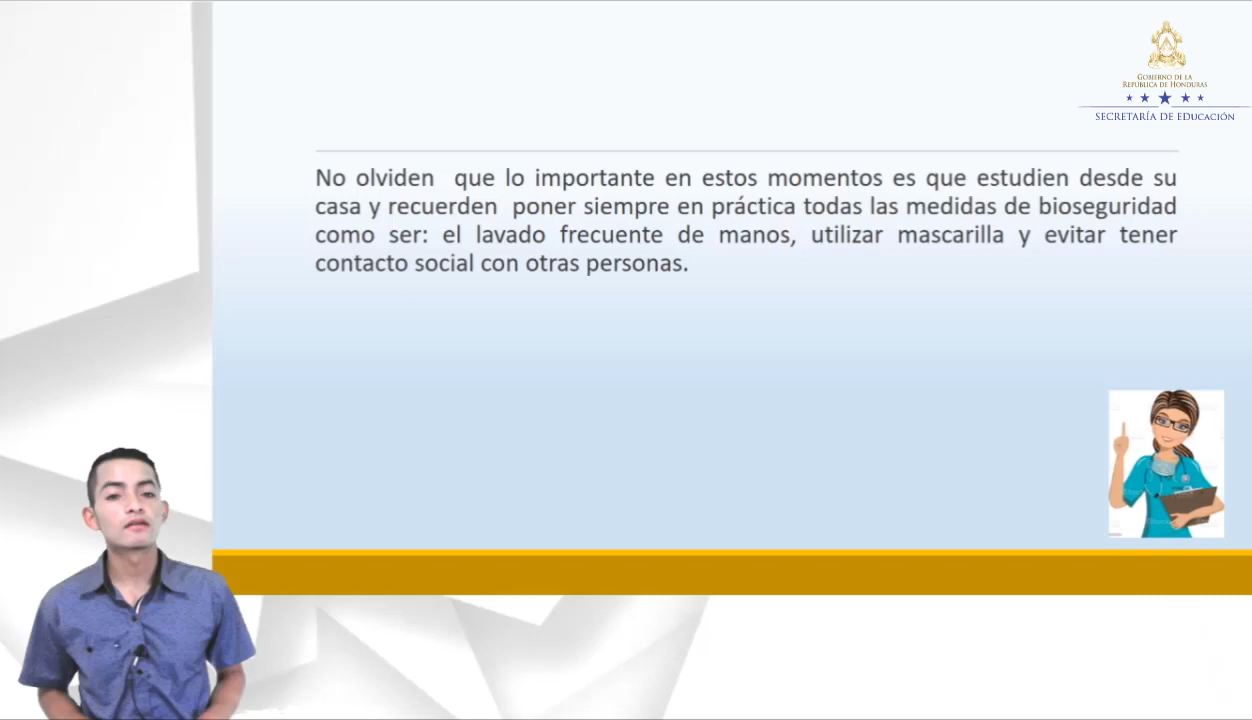 GOBIERNO DE LA
REPÚBLICA DE HONDURAS
SECRETARÍA DE EDUCACIÓN
No olviden que lo importante en estos momentos es que estudien desde su
casa y recuerden poner siempre en práctica todas las medidas de bioseguridad
como ser: el lavado frecuente de manos, utilizar mascarilla y evitar tener
contacto social con otras personas.